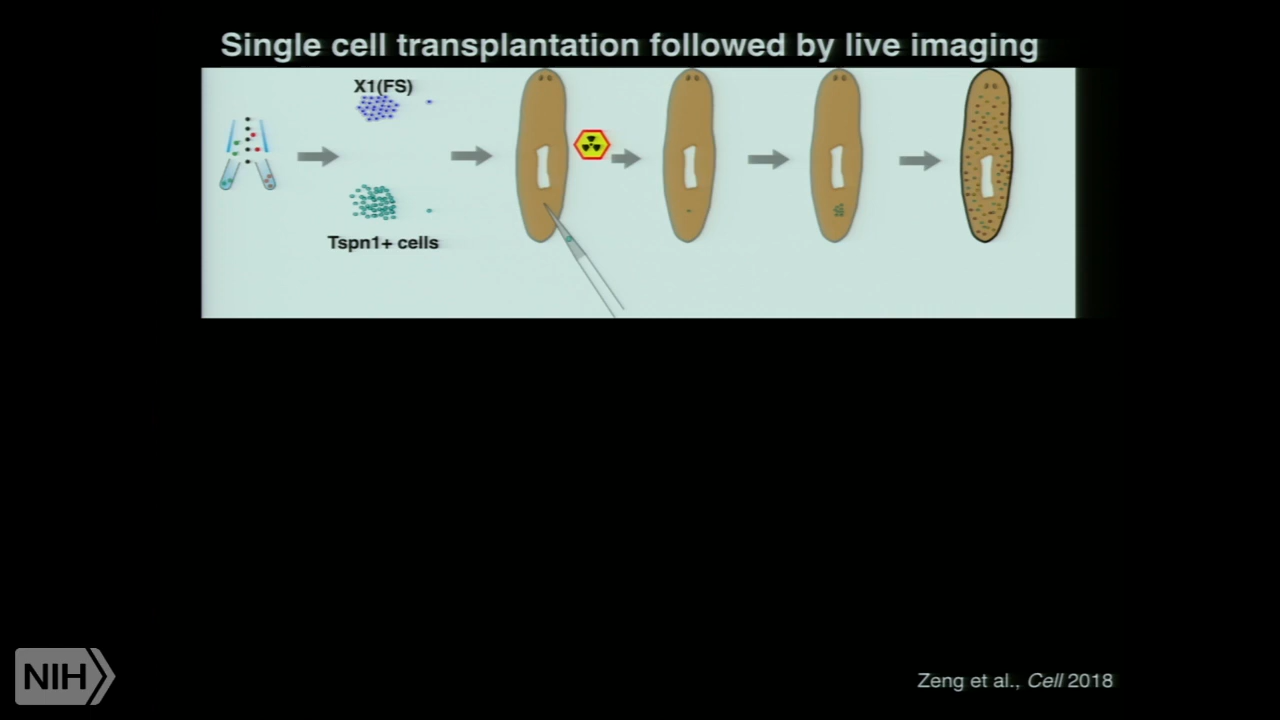 Single cell transplantation followed by live imaging
X1(FS)
Tspn1+ cells
NIH
Zeng et al., Cell 2018